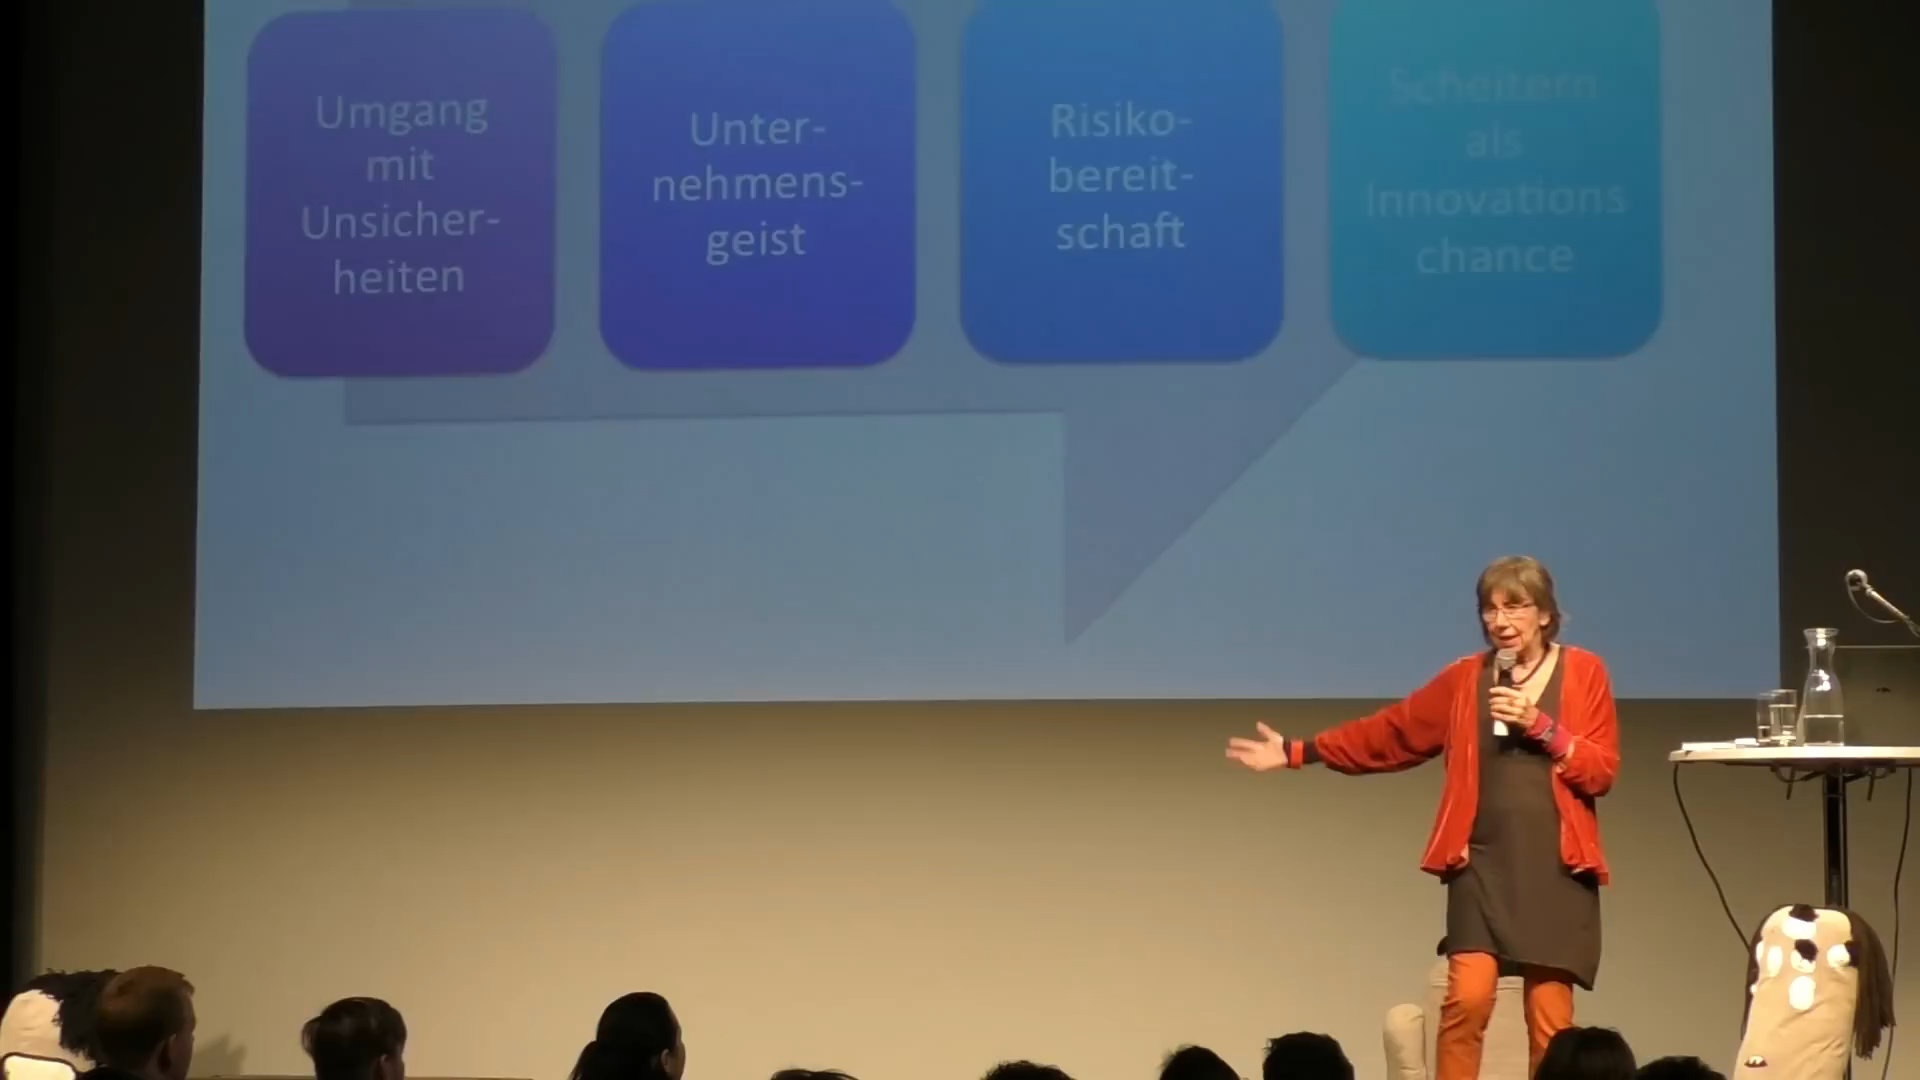 Umgang
mit
Unsicher-
heiten
Unter-
nehmens-
geist
Risiko-
bereit-
schaft
Scheitern
als
Innovations
chance